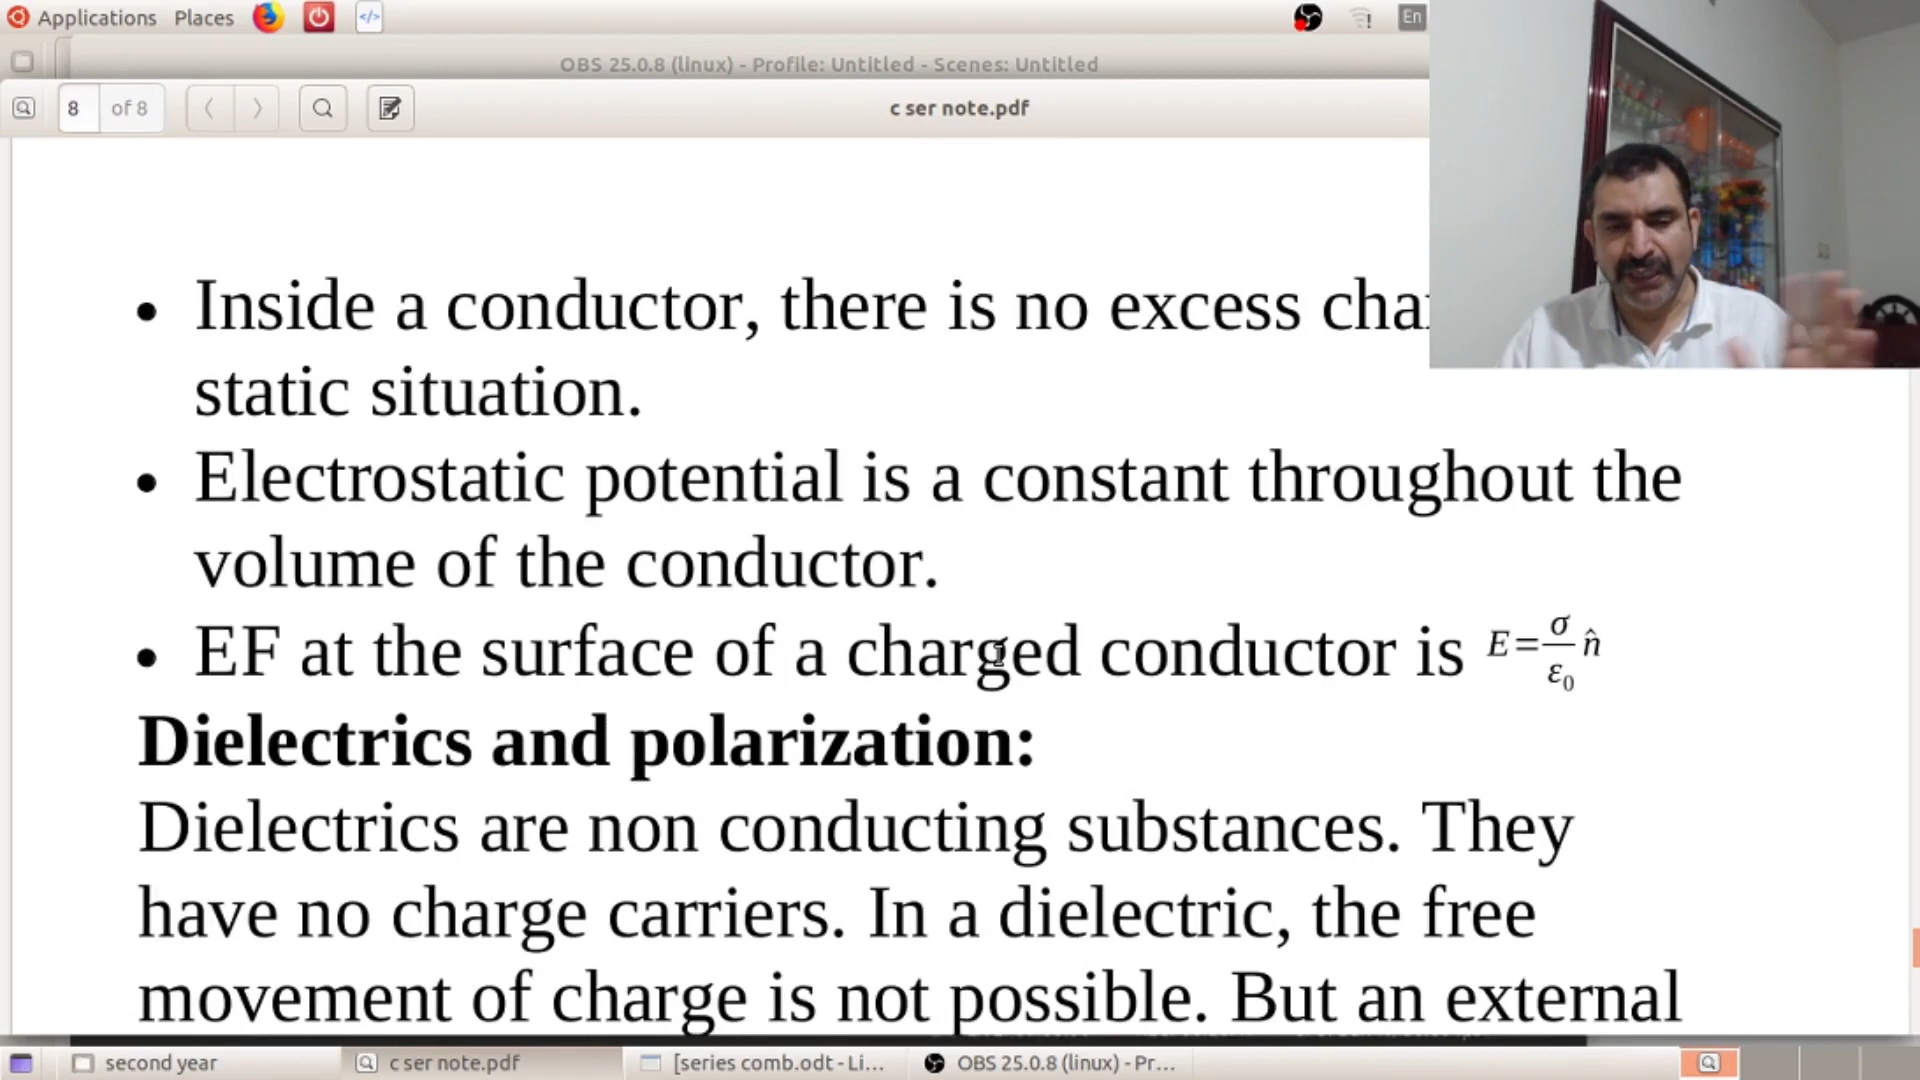 Applications Places </> En
OBS 25.0.8 (linux) - Profile: Untitled - Scenes: Untitled
8 of 8 c ser note.pdf
• Inside a conductor, there is no excess
static situation.
• Electrostatic potential is a constant throughout the
volume of the conductor.
• EF at the surface of a charged conductor is E=σ/ε₀ n̂
Dielectrics and polarization:
Dielectrics are non conducting substances. They
have no charge carriers. In a dielectric, the free
movement of charge is not possible. But an external
second year c ser note.pdf [series comb.odt - Li... OBS 25.0.8 (linux) - Pr...